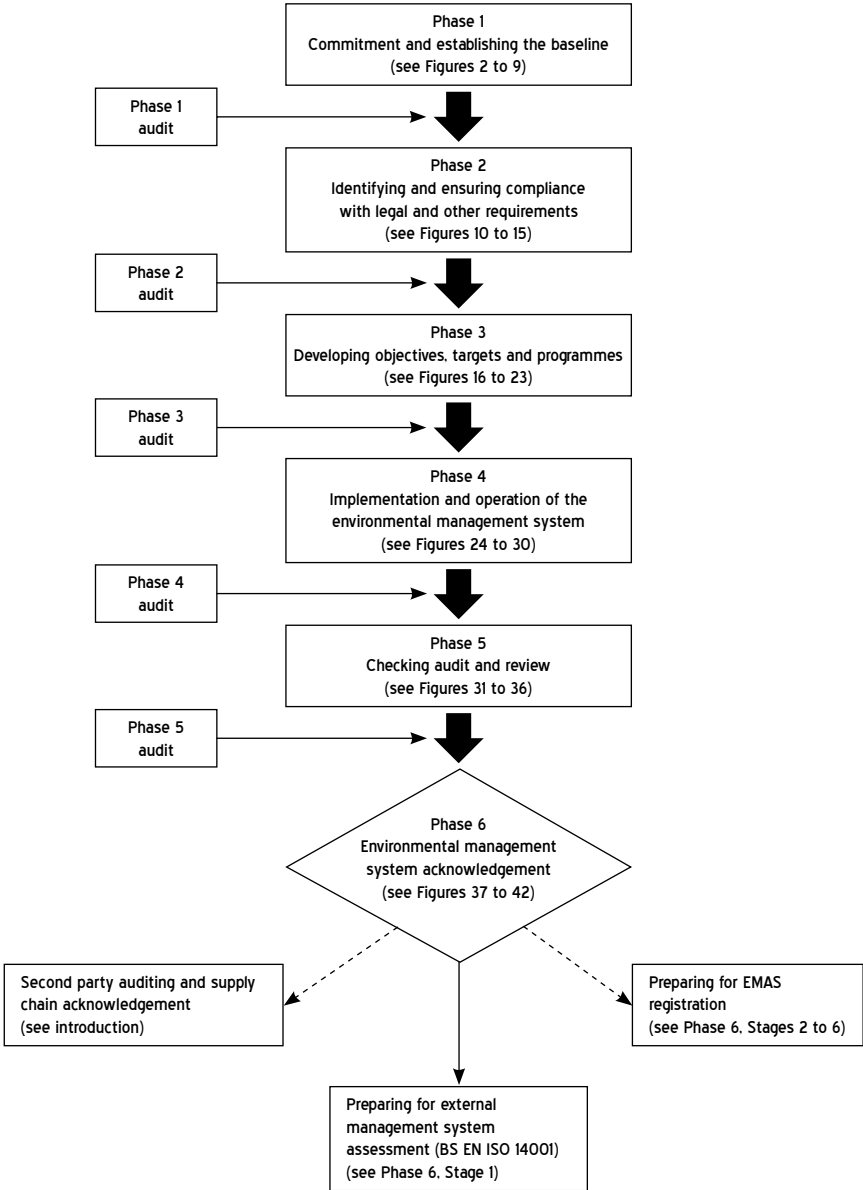 Phase 1
Commitment and establishing the baseline
(see Figures 2 to 9)
Phase 1
audit
Phase 2
Identifying and ensuring compliance
with legal and other requirements
(see Figures 10 to 15)
Phase 2
audit
Phase 3
Developing objectives, targets and programmes
(see Figures 16 to 23)
Phase 3
audit
Phase 4
Implementation and operation of the
environmental management system
(see Figures 24 to 30)
Phase 4
audit
Phase 5
Checking audit and review
(see Figures 31 to 36)
Phase 5
audit
Phase 6
Environmental management
system acknowledgement
(see Figures 37 to 42)
Second party auditing and supply
chain acknowledgement
(see introduction)
Preparing for EMAS
registration
(see Phase 6, Stages 2 to 6)
Preparing for external
management system
assessment (BS EN ISO 14001)
(see Phase 6, Stage 1)